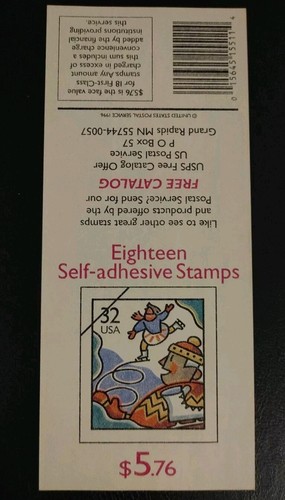 Eighteen
Self-adhesive Stamps
32
USA
$5.76
Like to see other stamps
and products offered by the
Postal Service? Send for our
FREE CATALOG
USPS Free Catalog Offer
US Postal Service
P O Box 57
Grand Rapids MN 55744-0057
© UNITED STATES POSTAL SERVICE 1996
$5.76 is the face value
for 18 First-Class
Stamps. Any amount
charged in excess of
this sum includes a
convenience charge
added by the financial
institutions providing
this service.